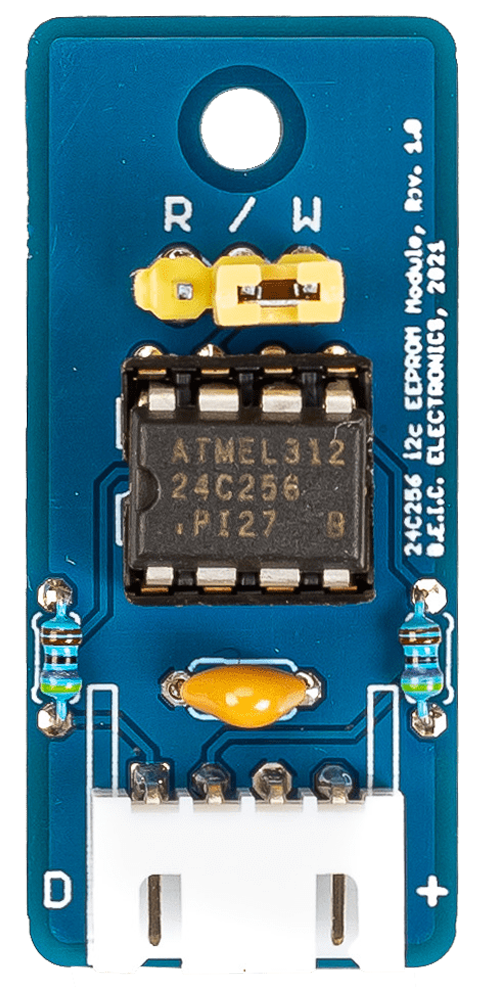 R / W
24C256 i2c EEPROM Module, Rev. 1.0
B.E.I.C. ELECTRONICS, 2021
ATMEL312
24C256
.PI27 B
D +